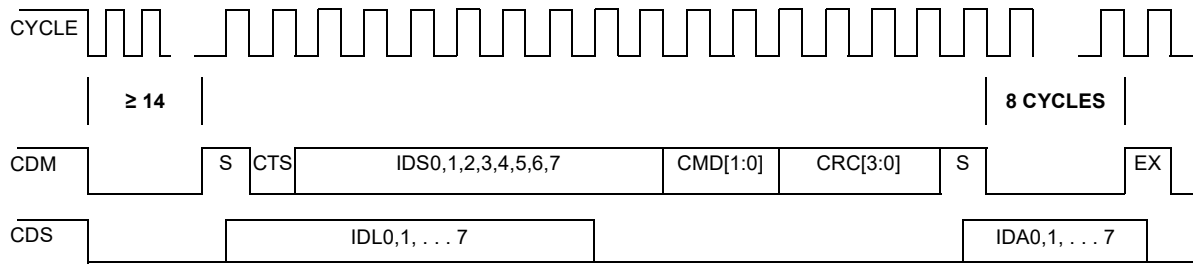 CYCLE
≥ 14
8 CYCLES
CDM S CTS IDS0,1,2,3,4,5,6,7 CMD[1:0] CRC[3:0] S EX
CDS IDL0,1, . . . 7 IDA0,1, . . . 7